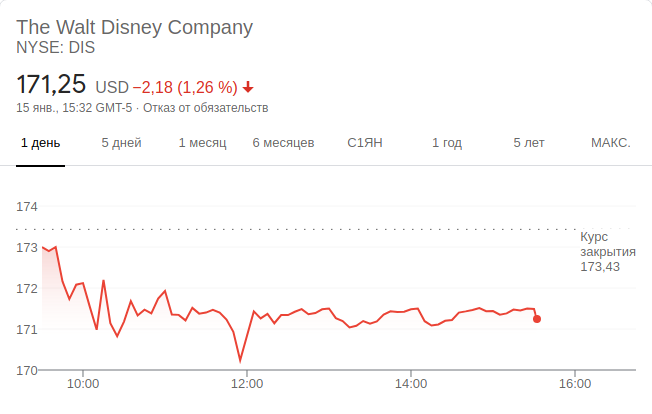 The Walt Disney Company
NYSE: DIS
171,25 USD −2,18 (1,26 %)
15 янв., 15:32 GMT-5 · Отказ от обязательств
1 день 5 дней 1 месяц 6 месяцев С1ЯН 1 год 5 лет МАКС.
174
Курс
закрытия
173,43
173
172
171
170
10:00 12:00 14:00 16:00